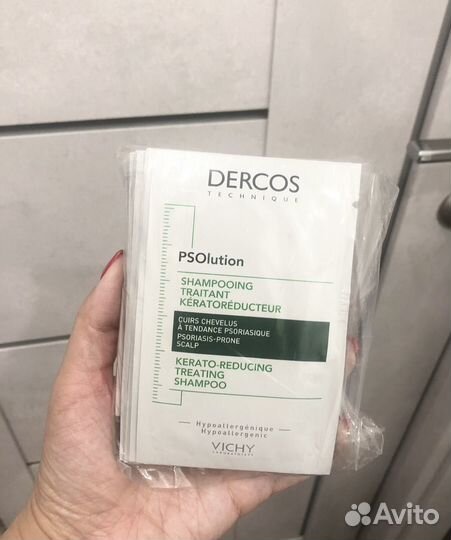 DERCOS
TECHNIQUE
PSOlution
SHAMPOOING
TRAITANT
KÉRATORÉDUCTEUR
CUIRS CHEVELUS
À TENDANCE PSORIASIQUE
PSORIASIS-PRONE
SCALP
KERATO-REDUCING
TREATING
SHAMPOO
Hypoallergénique
Hypoallergenic
VICHY
LABORATOIRES
Avito